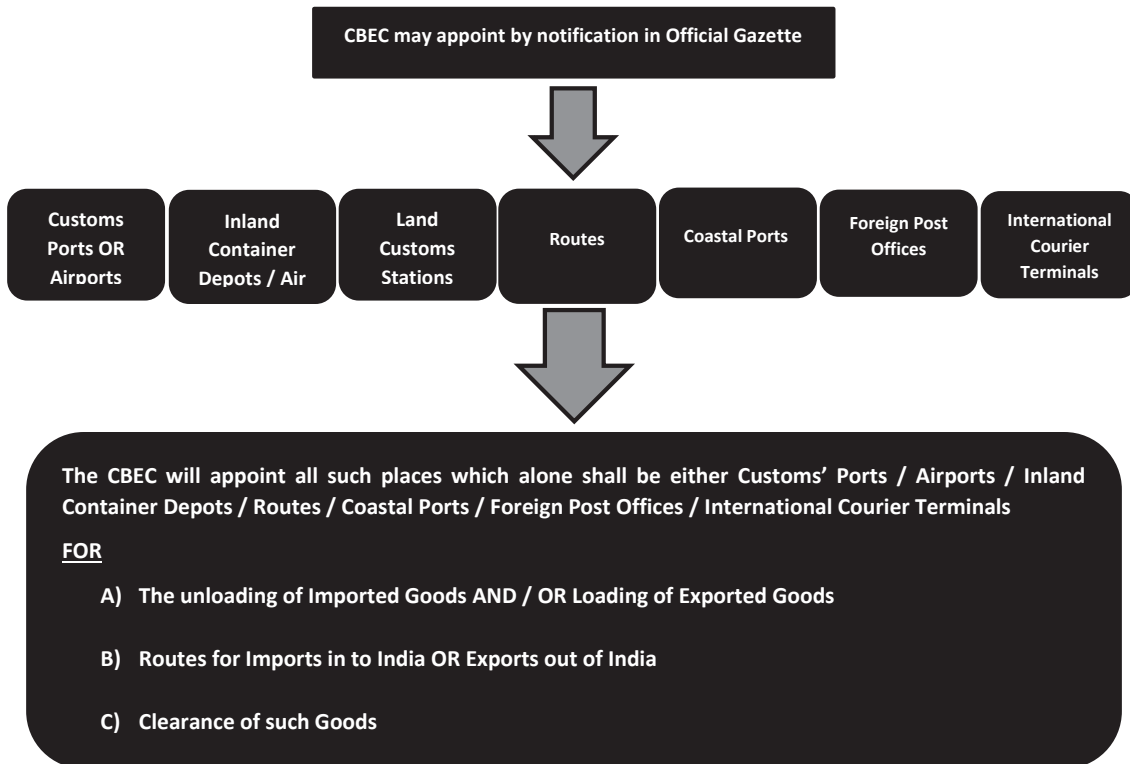 CBEC may appoint by notification in Official Gazette
Customs
Ports OR
Airports
Inland
Container
Depots / Air
Land
Customs
Stations
Routes
Coastal Ports
Foreign Post
Offices
International
Courier
Terminals
The CBEC will appoint all such places which alone shall be either Customs’ Ports / Airports / Inland
Container Depots / Routes / Coastal Ports / Foreign Post Offices / International Courier Terminals
FOR
A) The unloading of Imported Goods AND / OR Loading of Exported Goods
B) Routes for Imports in to India OR Exports out of India
C) Clearance of such Goods